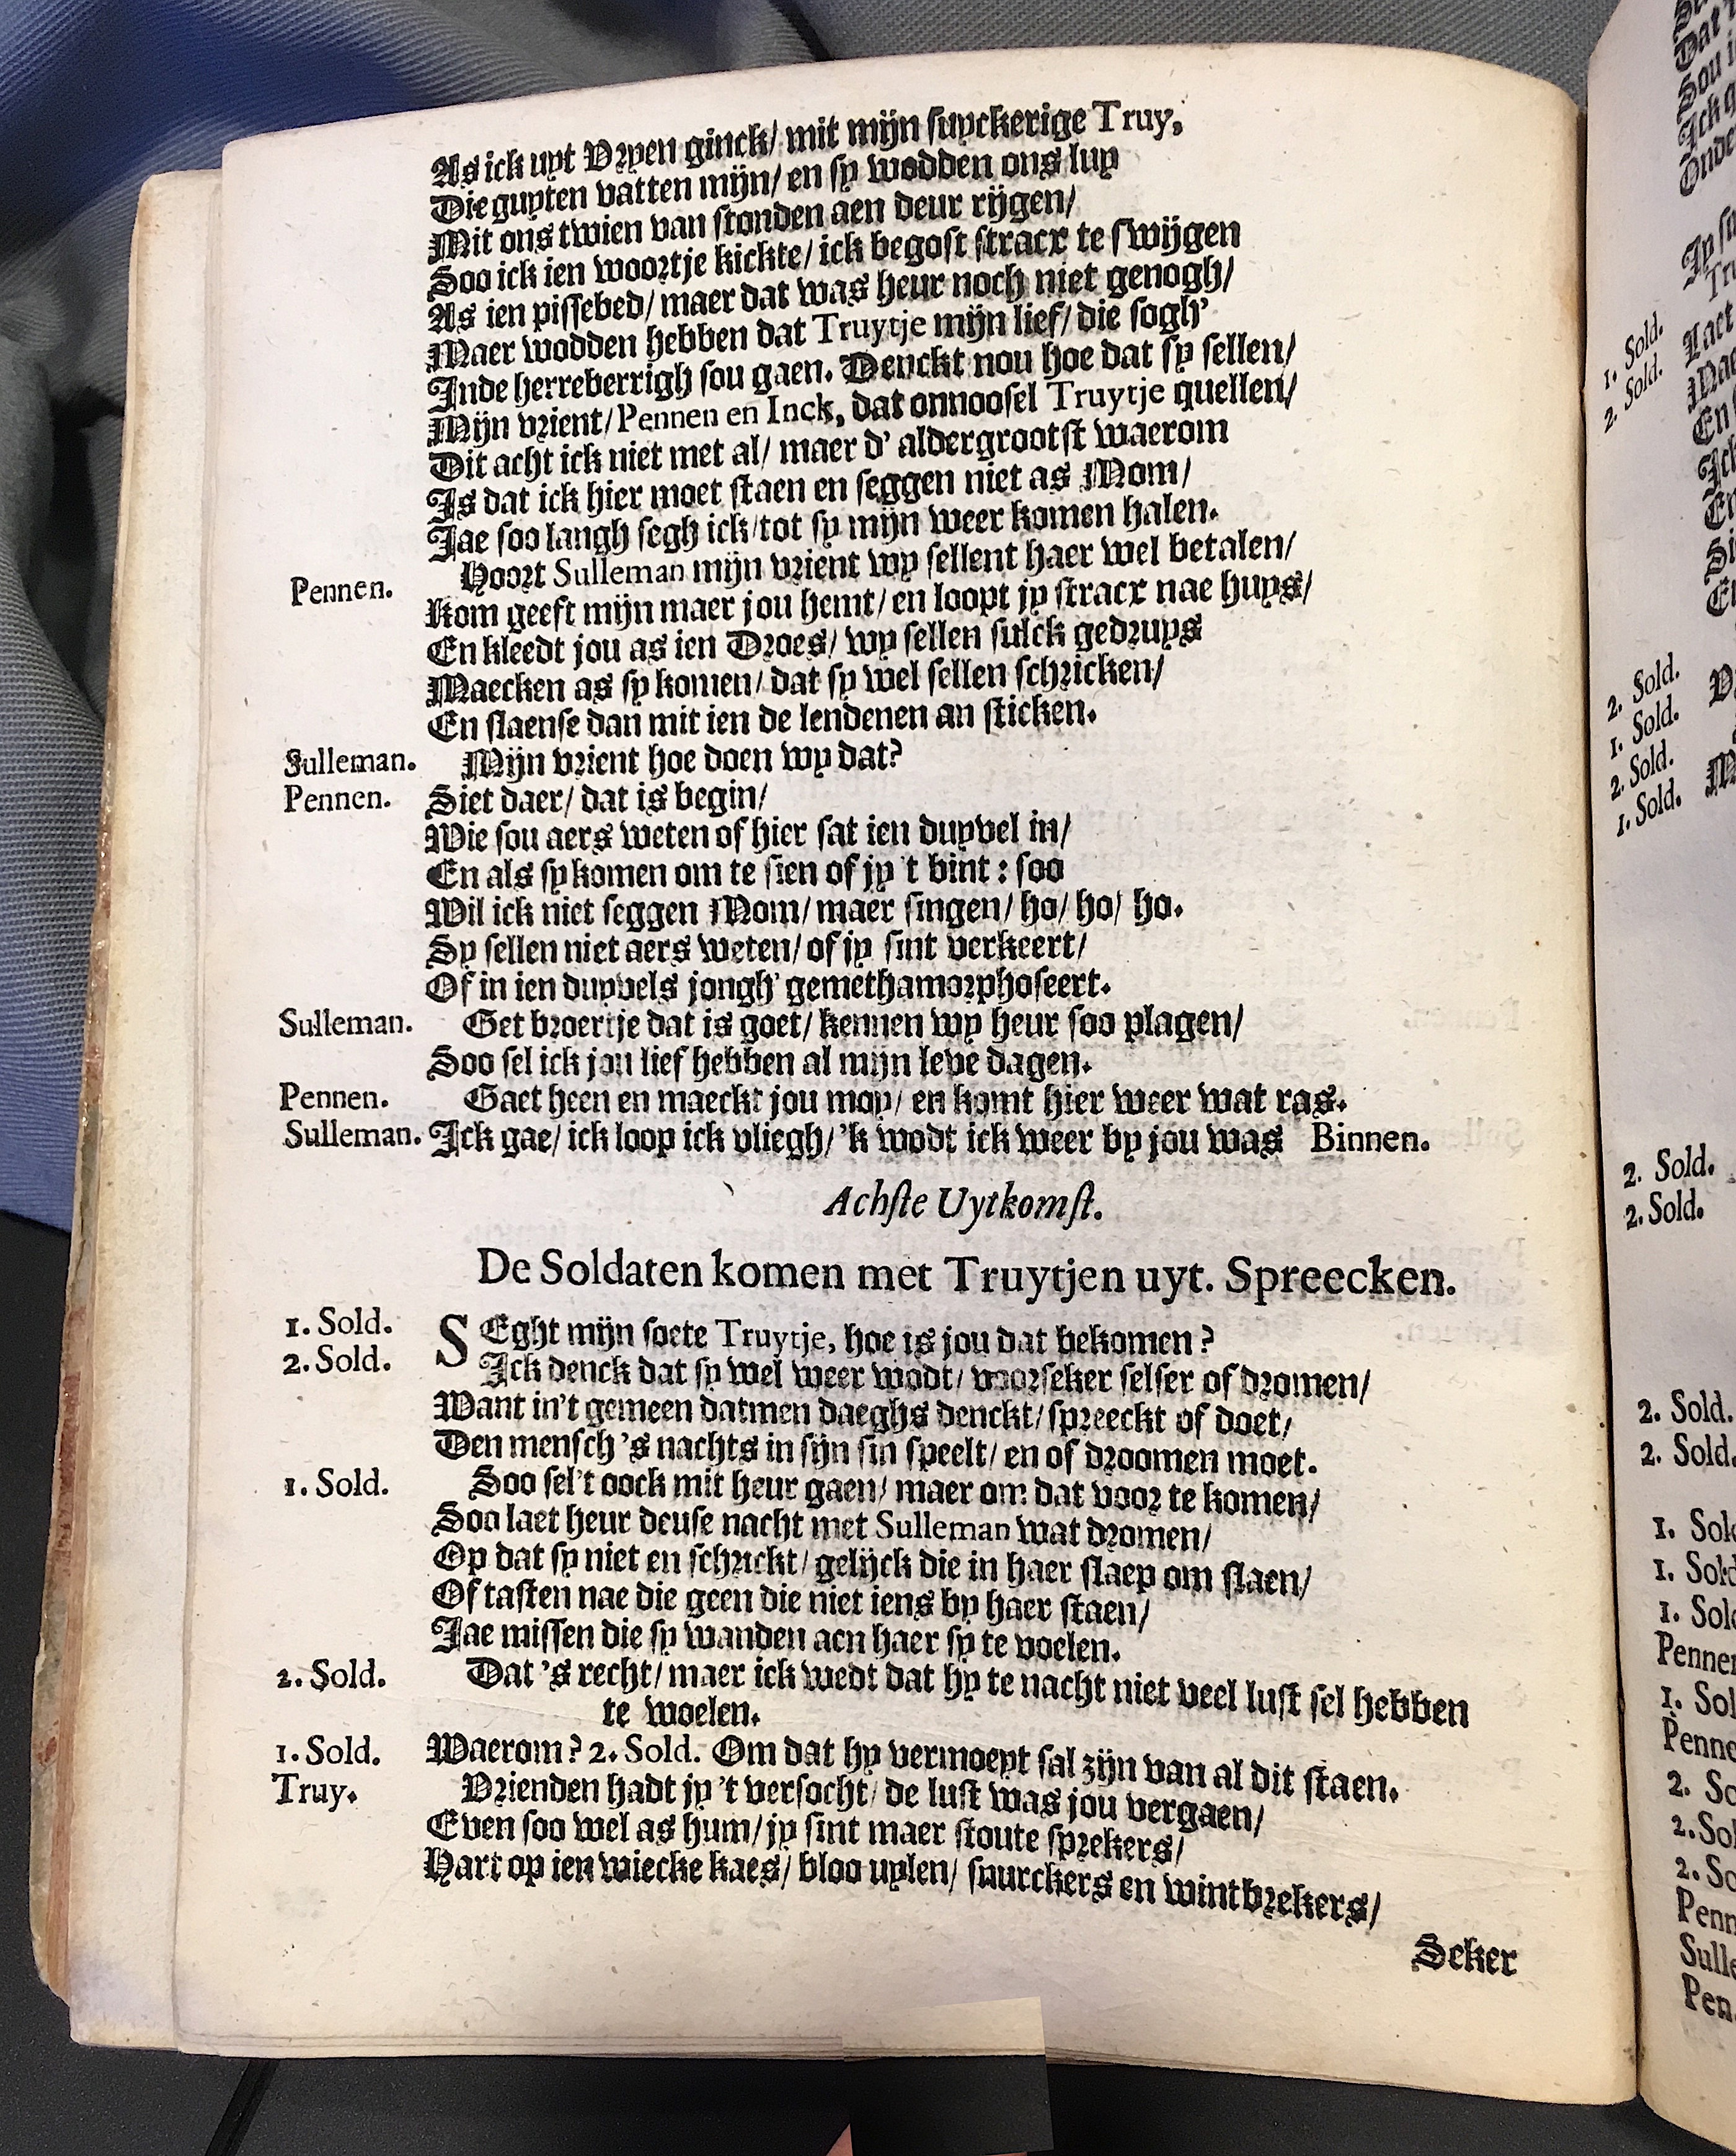 As ick uyt Vryen ginck/ mit mijn suyckerige Truy,
Die guyten vatten mijn/ en sy wodden ons luy
Mit ons twien van stonden aen deur rijgen/
Soo ick ien woortje kickte/ ick begost stracx te swijgen
As ien pissebed/ maer dat was heur noch niet genogh/
Maer wodden hebben dat Truytje mijn lief/ die sogh'
Inde herreberrigh sou gaen. Denckt nou hoe dat sy sellen/
Mijn vrient/ Pennen en Inck, dat onnoosel Truytje quellen/
Dit acht ick niet met al/ maer d' aldergrootst waerom
Is dat ick hier moet staen en seggen niet as Mom/
Jae soo langh segh ick/ tot sy mijn weer komen halen.
Pennen. Hoort Sulleman mijn vrient wy sellent haer wel betalen/
Kom geeft mijn maer jou hemt/ en loopt jy stracx nae huys/
En kleedt jou as ien Droes/ wy sellen sulck gedruys
Maecken as sy komen/ dat sy wel sellen schricken/
En slaense dan mit ien de lendenen an sticken.
Sulleman. Mijn vrient hoe doen wy dat?
Pennen. Siet daer/ dat is begin/
Wie sou aers weten of hier sat ien duyvel in/
En als sy komen om te sien of jy 't bint : soo
Wil ick niet seggen Mom/ maer singen/ ho/ ho/ ho.
Sy sellen niet aers weten/ of jy sint verkeert/
Of in ien duyvels jongh' gemethamorphoseert.
Sulleman. Get broertje dat is goet/ kennen wy heur soo plagen/
Soo sel ick jou lief hebben al mijn leve dagen.
Pennen. Gaet heen en maeckt jou moy/ en komt hier weer wat ras.
Sulleman. Ick gae/ ick loop ick vliegh/ 'k wodt ick weer by jou was Binnen.
Achste Uytkomst.
De Soldaten komen met Truytjen uyt. Spreecken.
1. Sold. SEght mijn soete Truytje, hoe is jou dat bekomen?
2. Sold. Ick denck dat sy wel weer wodt/ voorseker selfer of dromen/
Want in't gemeen datmen daeghs denckt/ spreeckt of doet/
Den mensch 's nachts in sijn sin speelt/ en of droomen moet.
1. Sold. Soo sel't oock mit heur gaen/ maer om dat voor te komen/
Soo laet heur deuse nacht met Sulleman wat dromen/
Op dat sy niet en schrickt/ gelijck die in haer slaep om slaen/
Of tasten nae die geen die niet iens by haer staen/
Jae missen die sy wanden aen haer sy te voelen.
2. Sold. Dat 's recht/ maer ick wedt dat hy te nacht niet veel lust sel hebben
te woelen.
1. Sold. Waerom? 2. Sold. Om dat hy vermoeyt sal zijn van al dit staen.
Truy. Vrienden hadt jy 't versocht/ de lust was jou vergaen/
Even soo wel as hum/ jy sint maer stoute sprekers/
Hart op ien wiecke kaes/ bloo uylen/ snurckers en wintbrekers/
Seker